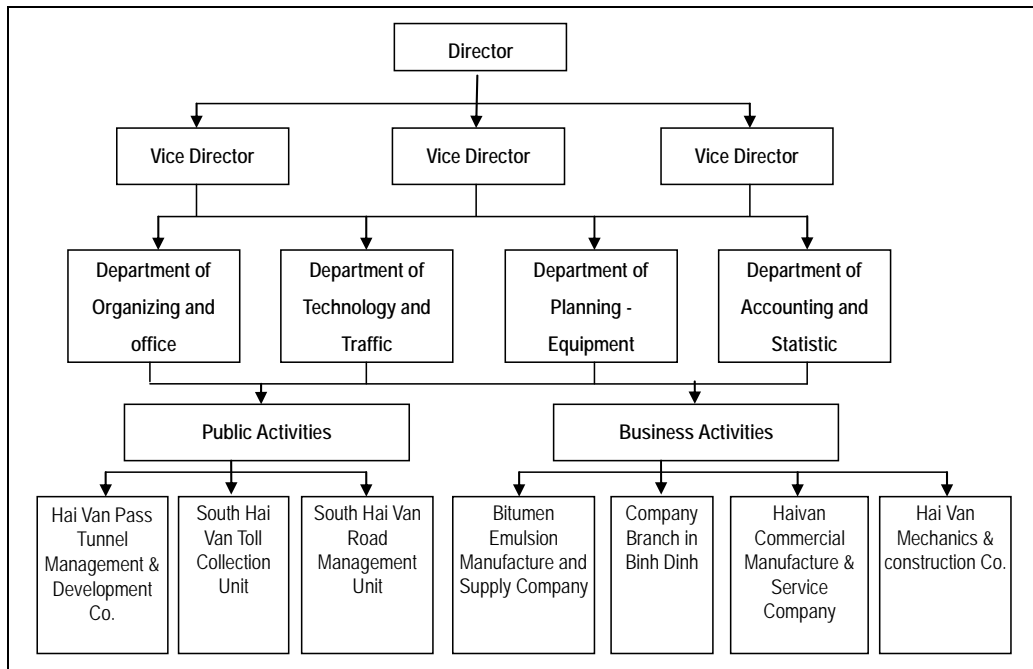 Director
Vice Director
Vice Director
Vice Director
Department of
Organizing and
office
Department of
Technology and
Traffic
Department of
Planning -
Equipment
Department of
Accounting and
Statistic
Public Activities
Business Activities
Hai Van Pass
Tunnel
Management &
Development
Co.
South Hai
Van Toll
Collection
Unit
South Hai Van
Road
Management
Unit
Bitumen
Emulsion
Manufacture and
Supply Company
Company
Branch in
Binh Dinh
Haivan
Commercial
Manufacture &
Service
Company
Hai Van
Mechanics &
construction Co.